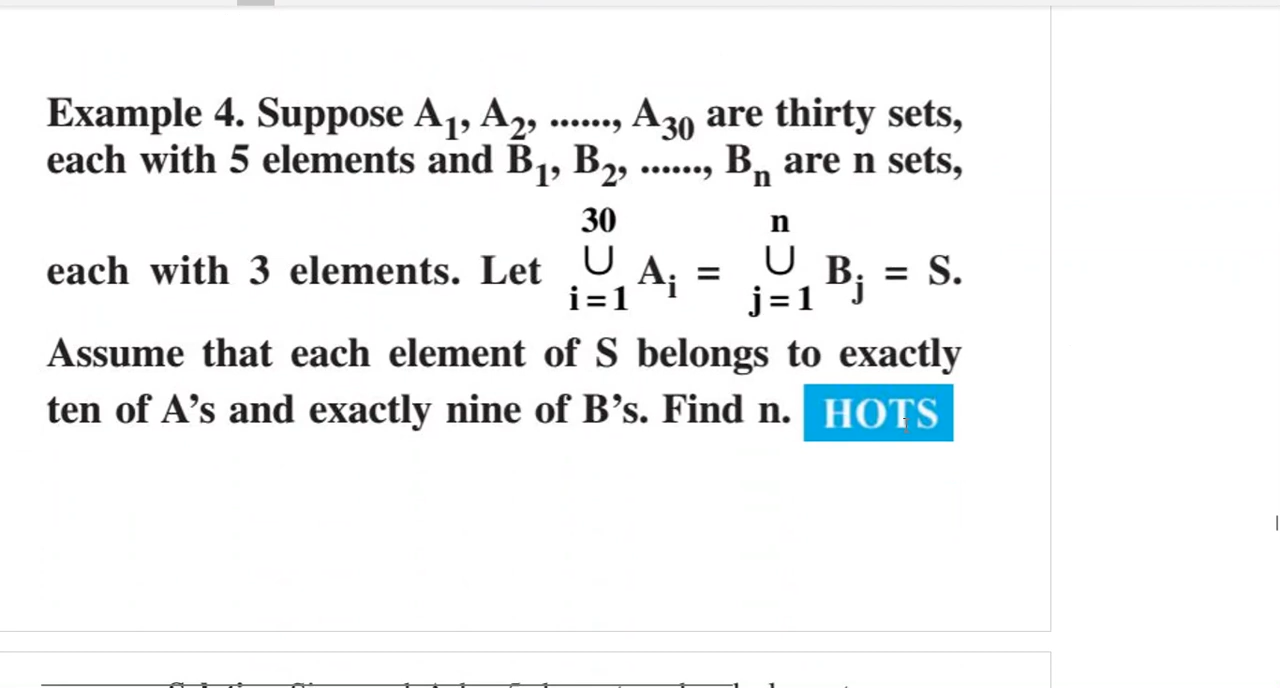 Example 4. Suppose A₁, A₂, ......, A₃₀ are thirty sets,
each with 5 elements and B₁, B₂, ......, Bₙ are n sets,
30 n
each with 3 elements. Let ∪ Aᵢ = ∪ Bⱼ = S.
i=1 j=1
Assume that each element of S belongs to exactly
ten of A’s and exactly nine of B’s. Find n. HOTS